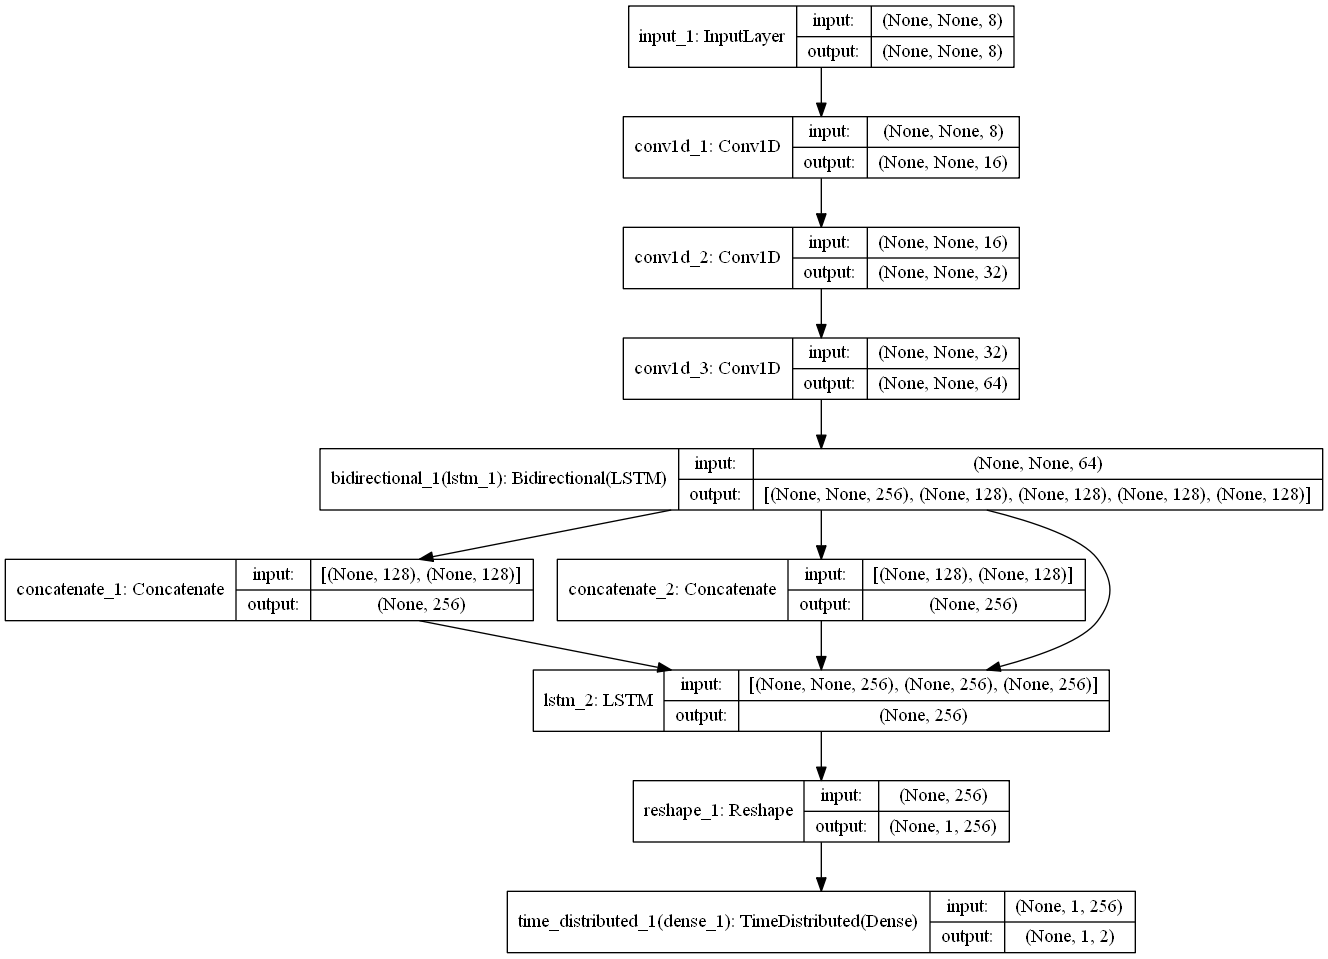 input_1: InputLayer
input: (None, None, 8)
output: (None, None, 8)
conv1d_1: Conv1D
input: (None, None, 8)
output: (None, None, 16)
conv1d_2: Conv1D
input: (None, None, 16)
output: (None, None, 32)
conv1d_3: Conv1D
input: (None, None, 32)
output: (None, None, 64)
bidirectional_1(lstm_1): Bidirectional(LSTM)
input: (None, None, 64)
output: [(None, None, 256), (None, 128), (None, 128), (None, 128), (None, 128)]
concatenate_1: Concatenate
input: [(None, 128), (None, 128)]
output: (None, 256)
concatenate_2: Concatenate
input: [(None, 128), (None, 128)]
output: (None, 256)
lstm_2: LSTM
input: [(None, None, 256), (None, 256), (None, 256)]
output: (None, 256)
reshape_1: Reshape
input: (None, 256)
output: (None, 1, 256)
time_distributed_1(dense_1): TimeDistributed(Dense)
input: (None, 1, 256)
output: (None, 1, 2)